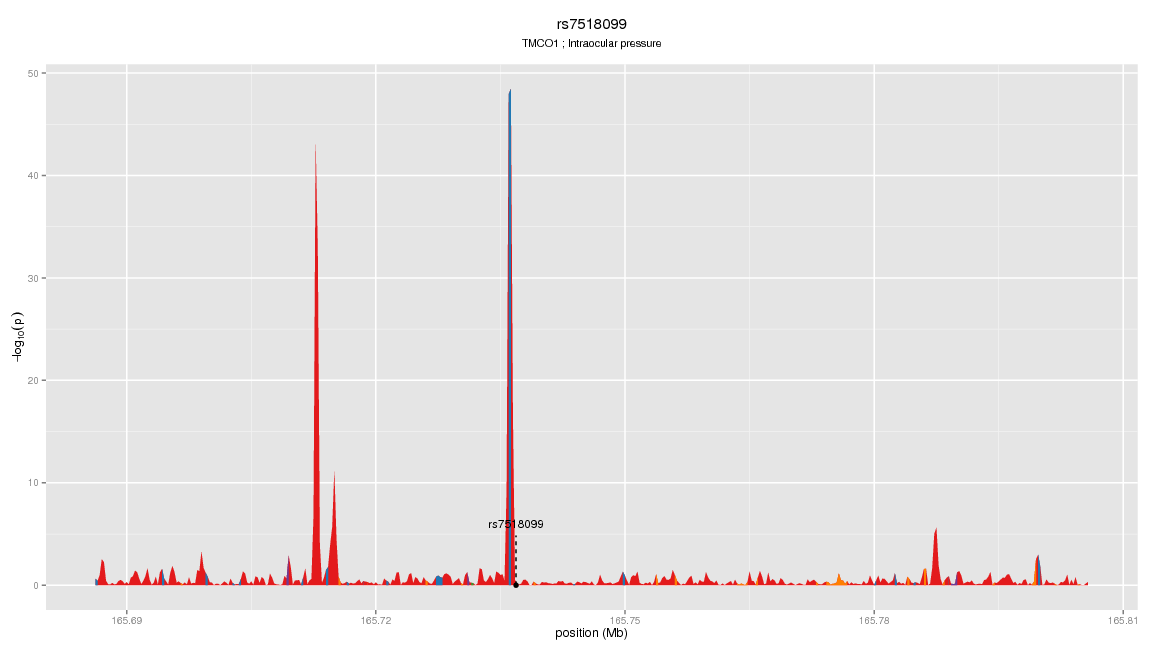 rs7518099
TMCO1 ; Intraocular pressure
50
40
30
20
10
0
−log₁₀(p)
rs7518099
165.69
165.72
165.75
165.78
165.81
position (Mb)